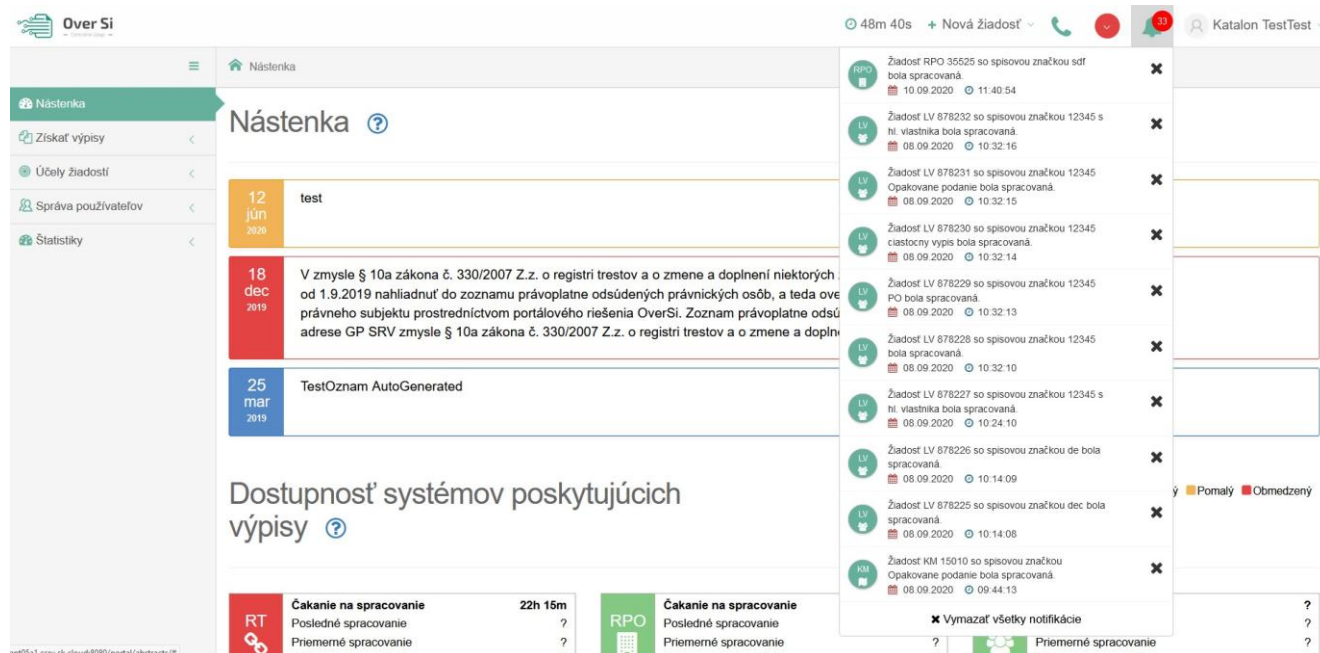 Over Si
48m 40s
+ Nová žiadosť
33
Katalon TestTest
Nástenka
Nástenka
Získať výpisy
Účely žiadostí
Správa používateľov
Štatistiky
Nástenka ?
12
jún
2020
test
18
dec
2019
V zmysle § 10a zákona č. 330/2007 Z.z. o registri trestov a o zmene a doplnení niektorých
od 1.9.2019 nahliadnuť do zoznamu právoplatne odsúdených právnických osôb, a teda ove
právneho subjektu prostredníctvom portálového riešenia OverSi. Zoznam právoplatne odsú
adrese GP SRV zmysle § 10a zákona č. 330/2007 Z.z. o registri trestov a o zmene a doplne
25
mar
2019
TestOznam AutoGenerated
Dostupnosť systémov poskytujúcich
výpisy ?
ý Pomalý Obmedzený
RT
Čakanie na spracovanie 22h 15m
Posledné spracovanie ?
Priemerné spracovanie ?
RPO
Čakanie na spracovanie
Posledné spracovanie
Priemerné spracovanie ?
?
?
Priemerné spracovanie ?
RPO
Žiadosť RPO 35525 so spisovou značkou sdf
bola spracovaná.
10.09.2020 11:40:54
LV
Žiadosť LV 878232 so spisovou značkou 12345 s
hl. vlastnika bola spracovaná.
08.09.2020 10:32:16
LV
Žiadosť LV 878231 so spisovou značkou 12345
Opakovane podanie bola spracovaná.
08.09.2020 10:32:15
LV
Žiadosť LV 878230 so spisovou značkou 12345
ciastocny vypis bola spracovaná.
08.09.2020 10:32:14
LV
Žiadosť LV 878229 so spisovou značkou 12345
PO bola spracovaná.
08.09.2020 10:32:13
LV
Žiadosť LV 878228 so spisovou značkou 12345
bola spracovaná.
08.09.2020 10:32:10
LV
Žiadosť LV 878227 so spisovou značkou 12345 s
hl. vlastnika bola spracovaná.
08.09.2020 10:24:10
LV
Žiadosť LV 878226 so spisovou značkou de bola
spracovaná.
08.09.2020 10:14:09
LV
Žiadosť LV 878225 so spisovou značkou dec bola
spracovaná.
08.09.2020 10:14:08
KM
Žiadosť KM 15010 so spisovou značkou
Opakovane podanie bola spracovaná.
08.09.2020 09:44:13
Vymazať všetky notifikácie